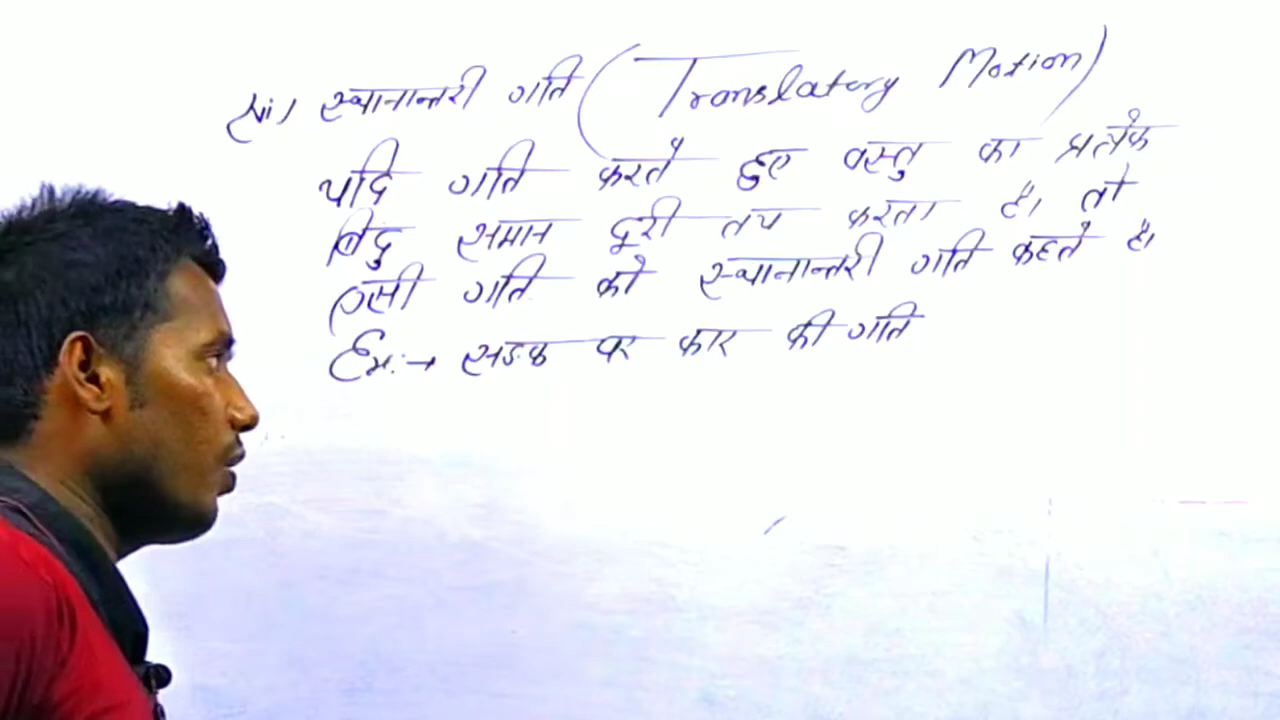 (vi) स्थानान्तरी गति (Translatory Motion)
यदि गति करते हुए वस्तु का प्रत्येक
बिंदु समान दूरी तय करता है, तो
उसी गति को स्थानान्तरी गति कहते है,
Ex:→ सड़क पर कार की गति